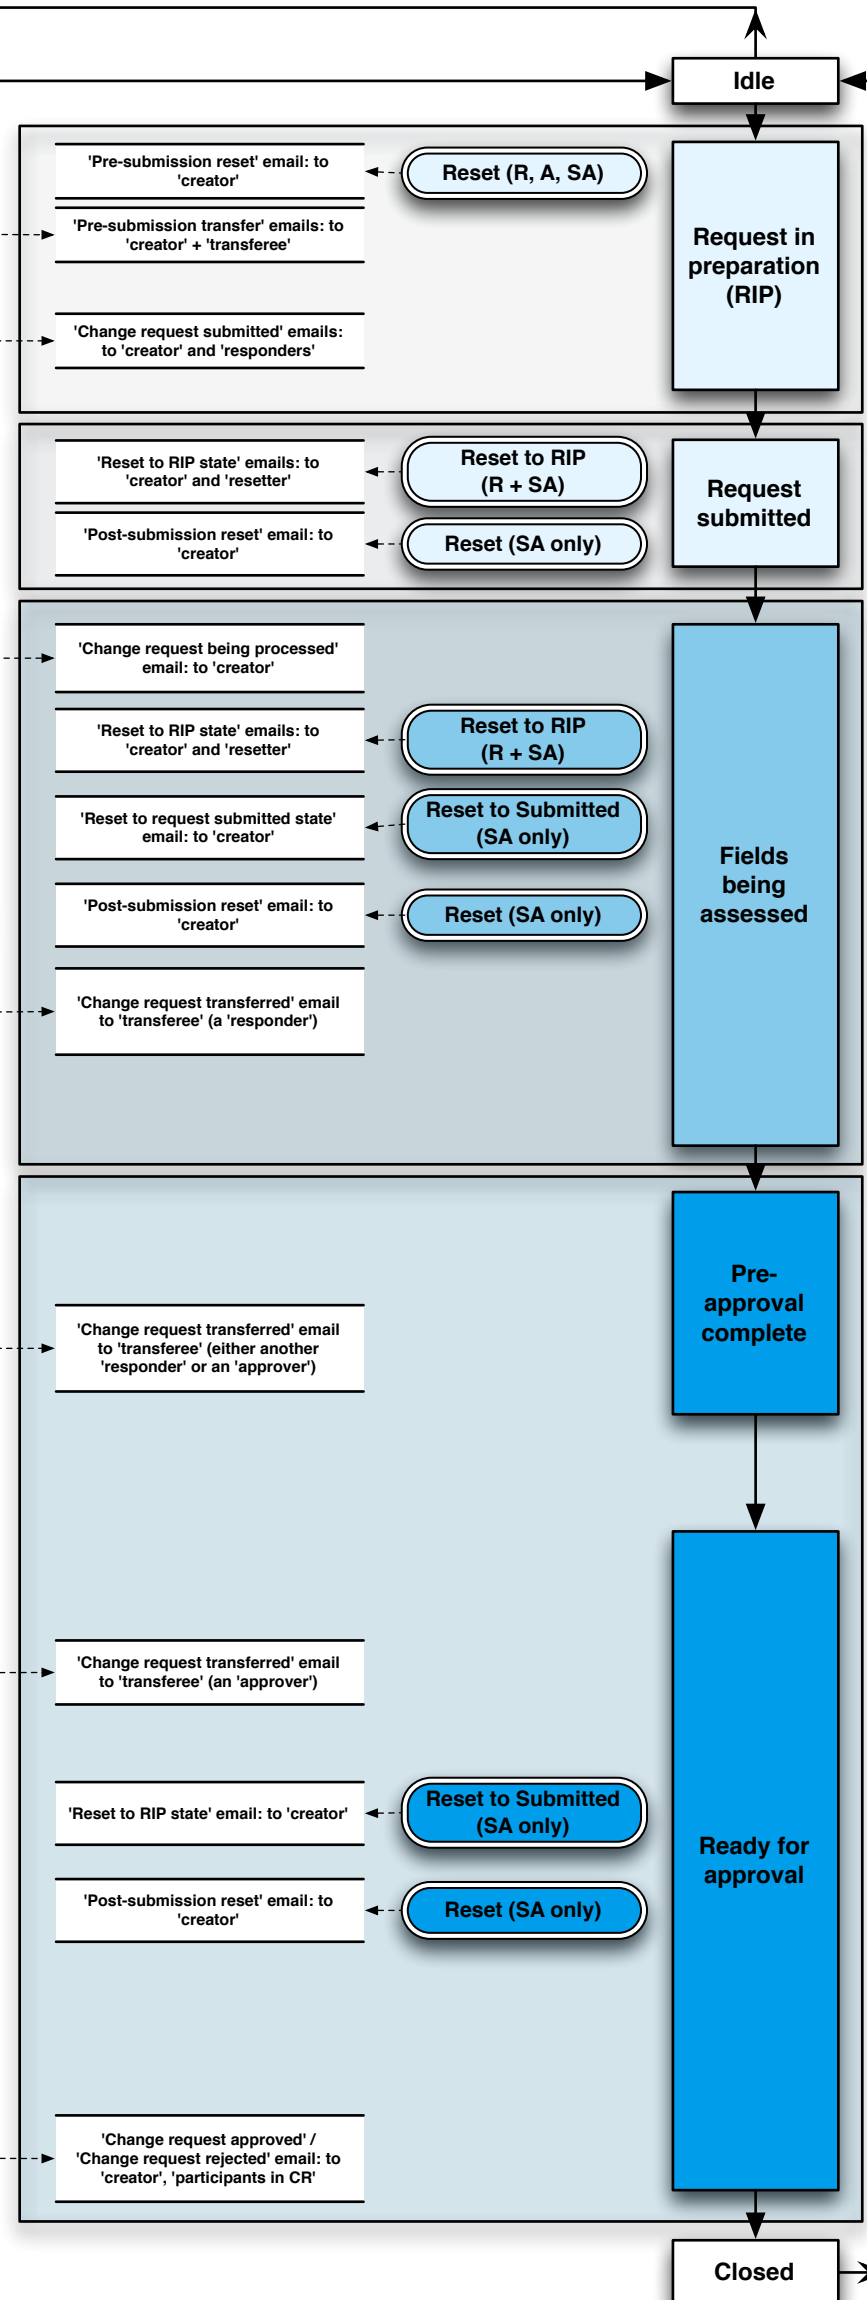 Idle
'Pre-submission reset' email: to
'creator'
Reset (R, A, SA)
'Pre-submission transfer' emails: to
'creator' + 'transferee'
Request in
preparation
(RIP)
'Change request submitted' emails:
to 'creator' and 'responders'
'Reset to RIP state' emails: to
'creator' and 'resetter'
Reset to RIP
(R + SA)
Request
submitted
'Post-submission reset' email: to
'creator'
Reset (SA only)
'Change request being processed'
email: to 'creator'
'Reset to RIP state' emails: to
'creator' and 'resetter'
Reset to RIP
(R + SA)
'Reset to request submitted state'
email: to 'creator'
Reset to Submitted
(SA only)
Fields
being
assessed
'Post-submission reset' email: to
'creator'
Reset (SA only)
'Change request transferred' email
to 'transferee' (a 'responder')
Pre-
approval
complete
'Change request transferred' email
to 'transferee' (either another
'responder' or an 'approver')
'Change request transferred' email
to 'transferee' (an 'approver')
'Reset to RIP state' email: to 'creator'
Reset to Submitted
(SA only)
Ready for
approval
'Post-submission reset' email: to
'creator'
Reset (SA only)
'Change request approved' /
'Change request rejected' email: to
'creator', 'participants in CR'
Closed